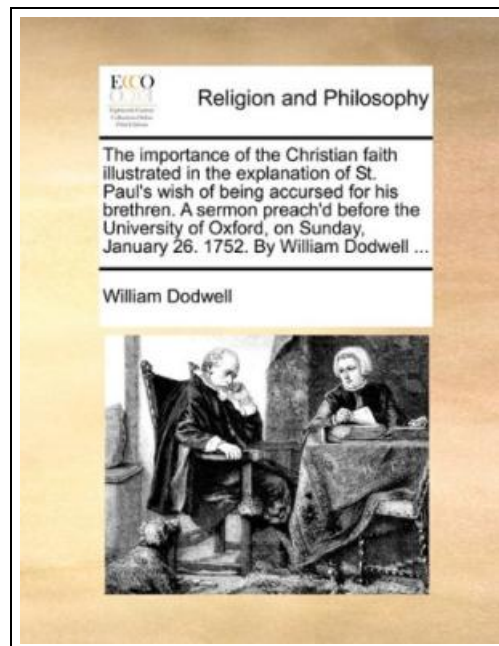 ECCO
Religion and Philosophy
The importance of the Christian faith
illustrated in the explanation of St.
Paul's wish of being accursed for his
brethren. A sermon preach'd before the
University of Oxford, on Sunday,
January 26. 1752. By William Dodwell ...
William Dodwell